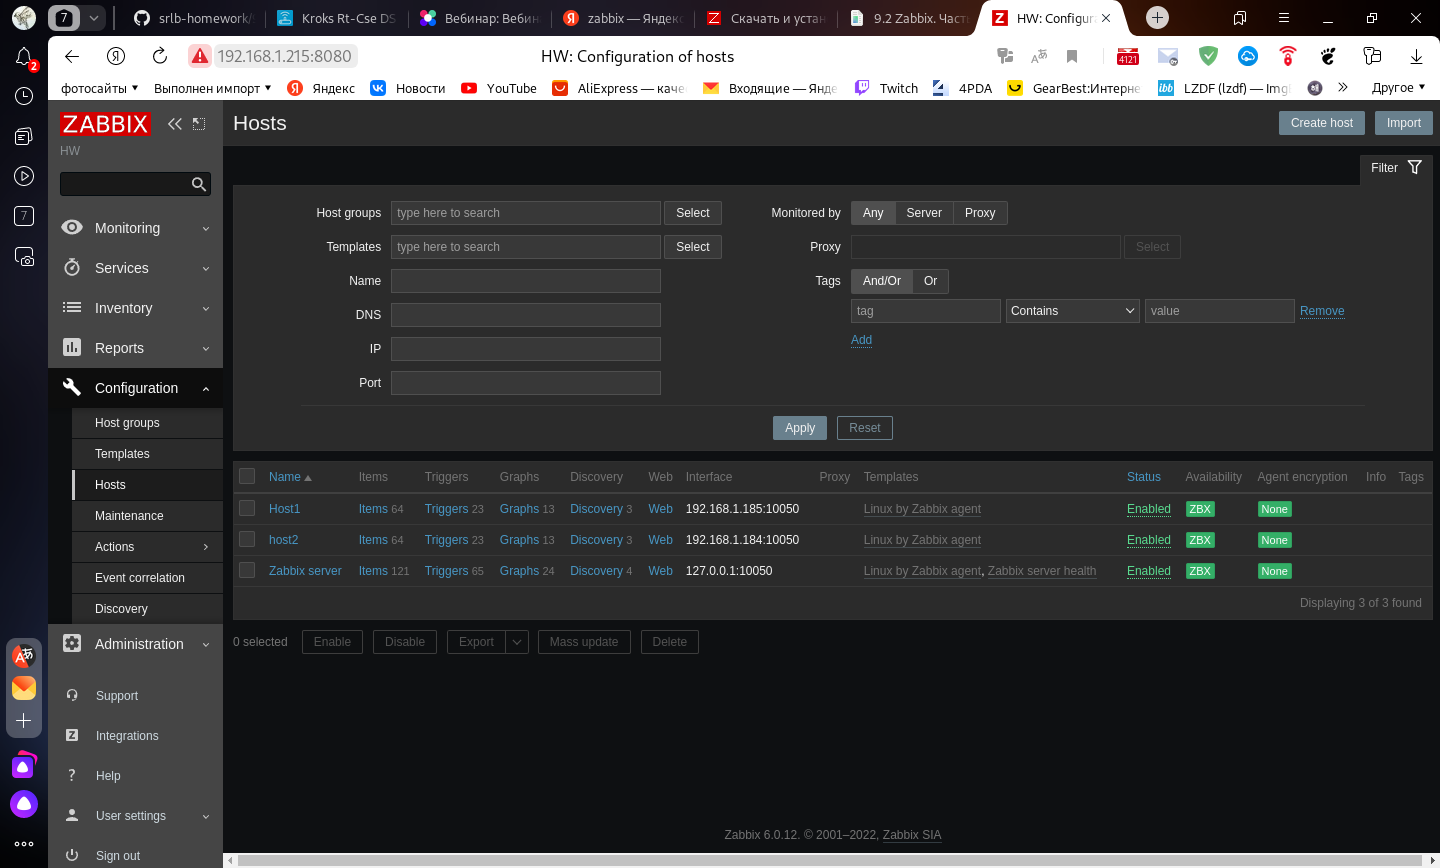 7
srlb-homework/
Kroks Rt-Cse DS
Вебинар: Вебин
zabbix — Яндекс
Скачать и устан
9.2 Zabbix. Часть
HW: Configura
2
192.168.1.215:8080
HW: Configuration of hosts
4121
фотосайты
Выполнен импорт
Яндекс
Новости
YouTube
AliExpress — каче
Входящие — Янде
Twitch
4PDA
GearBest:Интерне
ibb
LZDF (lzdf) — Imgl
Другое
7
ZABBIX
HW
Monitoring
Services
Inventory
Reports
Configuration
Host groups
Templates
Hosts
Maintenance
Actions
Event correlation
Discovery
Administration
Support
Integrations
Help
User settings
Sign out
Hosts
Create host
Import
Filter
Host groups
type here to search
Select
Templates
type here to search
Select
Name
DNS
IP
Port
Monitored by
Any
Server
Proxy
Proxy
Select
Tags
And/Or
Or
tag
Contains
value
Remove
Add
Apply
Reset
Name Items Triggers Graphs Discovery Web Interface Proxy Templates Status Availability Agent encryption Info Tags
Host1 Items 64 Triggers 23 Graphs 13 Discovery 3 Web 192.168.1.185:10050 Linux by Zabbix agent Enabled ZBX None
host2 Items 64 Triggers 23 Graphs 13 Discovery 3 Web 192.168.1.184:10050 Linux by Zabbix agent Enabled ZBX None
Zabbix server Items 121 Triggers 65 Graphs 24 Discovery 4 Web 127.0.0.1:10050 Linux by Zabbix agent, Zabbix server health Enabled ZBX None
Displaying 3 of 3 found
0 selected
Enable
Disable
Export
Mass update
Delete
Zabbix 6.0.12. © 2001–2022, Zabbix SIA